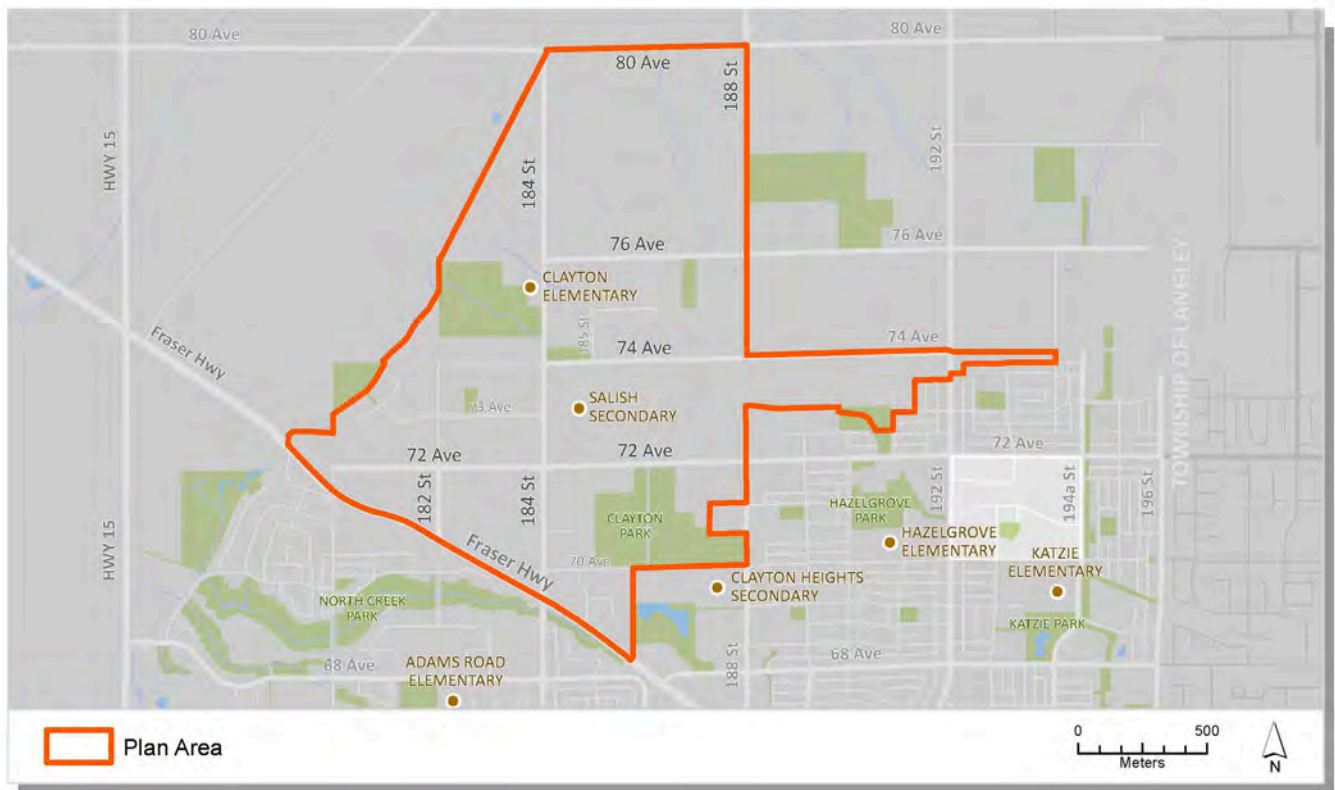 80 Ave
80 Ave
80 Ave
188 St
HWY 15
192 St
184 St
76 Ave
76 Ave
CLAYTON
ELEMENTARY
TOWNSHIP OF LANGLEY
185 St
Fraser Hwy
74 Ave
74 Ave
SALISH
SECONDARY
73 Ave
72 Ave
72 Ave
72 Ave
182 St
184 St
192 St
194a St
196 St
CLAYTON
PARK
HAZELGROVE
PARK
HAZELGROVE
ELEMENTARY
HWY 15
Fraser Hwy
70 Ave
KATZIE
ELEMENTARY
CLAYTON HEIGHTS
SECONDARY
NORTH CREEK
PARK
KATZIE PARK
188 St
68 Ave
68 Ave
ADAMS ROAD
ELEMENTARY
Plan Area
0 500
Meters
N